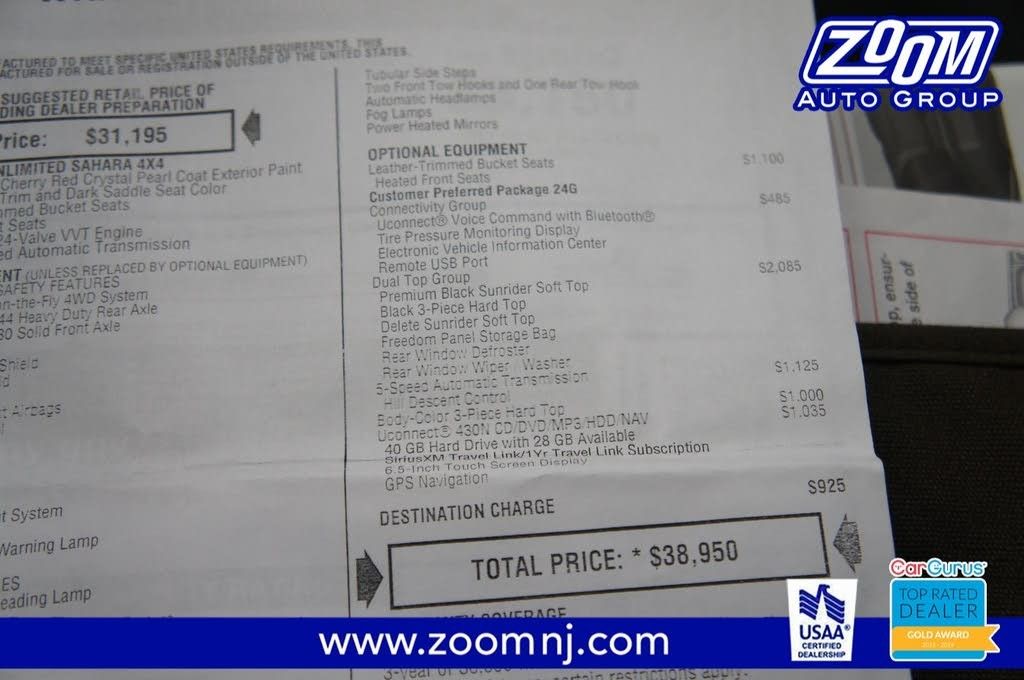 ACTURED TO MEET SPECIFIC UNITED STATES REQUIREMENTS. THIS
ACTURED FOR SALE OR REGISTRATION OUTSIDE OF THE UNITED STATES.
SUGGESTED RETAIL PRICE OF
DING DEALER PREPARATION
Price: $31,195
NLIMITED SAHARA 4X4
Cherry Red Crystal Pearl Coat Exterior Paint
Trim and Dark Saddle Seat Color
med Bucket Seats
t Seats
24-Valve VVT Engine
ed Automatic Transmission
ENT (UNLESS REPLACED BY OPTIONAL EQUIPMENT)
SAFETY FEATURES
on-the-Fly 4WD System
44 Heavy Duty Rear Axle
30 Solid Front Axle
Shield
t Airbags
t System
Warning Lamp
ES
eading Lamp
Tubular Side Steps
Two Front Tow Hooks and One Rear Tow Hook
Automatic Headlamps
Fog Lamps
Power Heated Mirrors
OPTIONAL EQUIPMENT
Leather-Trimmed Bucket Seats $1,100
Heated Front Seats
Customer Preferred Package 24G
Connectivity Group $485
Uconnect® Voice Command with Bluetooth®
Tire Pressure Monitoring Display
Electronic Vehicle Information Center
Remote USB Port
Dual Top Group $2,085
Premium Black Sunrider Soft Top
Black 3-Piece Hard Top
Delete Sunrider Soft Top
Freedom Panel Storage Bag
Rear Window Defroster
Rear Window Wiper / Washer
5-Speed Automatic Transmission $1,125
Hill Descent Control
Body-Color 3-Piece Hard Top $1,000
Uconnect® 430N CD/DVD/MP3/HDD/NAV $1,035
40 GB Hard Drive with 28 GB Available
SiriusXM Travel Link/1Yr Travel Link Subscription
6.5-Inch Touch Screen Display
GPS Navigation
DESTINATION CHARGE $925
TOTAL PRICE: * $38,950
COVERAGE
3-year or
certain restrictions apply.
p, ensur-
e side of
ZOOM
AUTO GROUP
www.zoomnj.com
USAA®
CERTIFIED
DEALERSHIP
CarGurus
TOP RATED
DEALER
GOLD AWARD